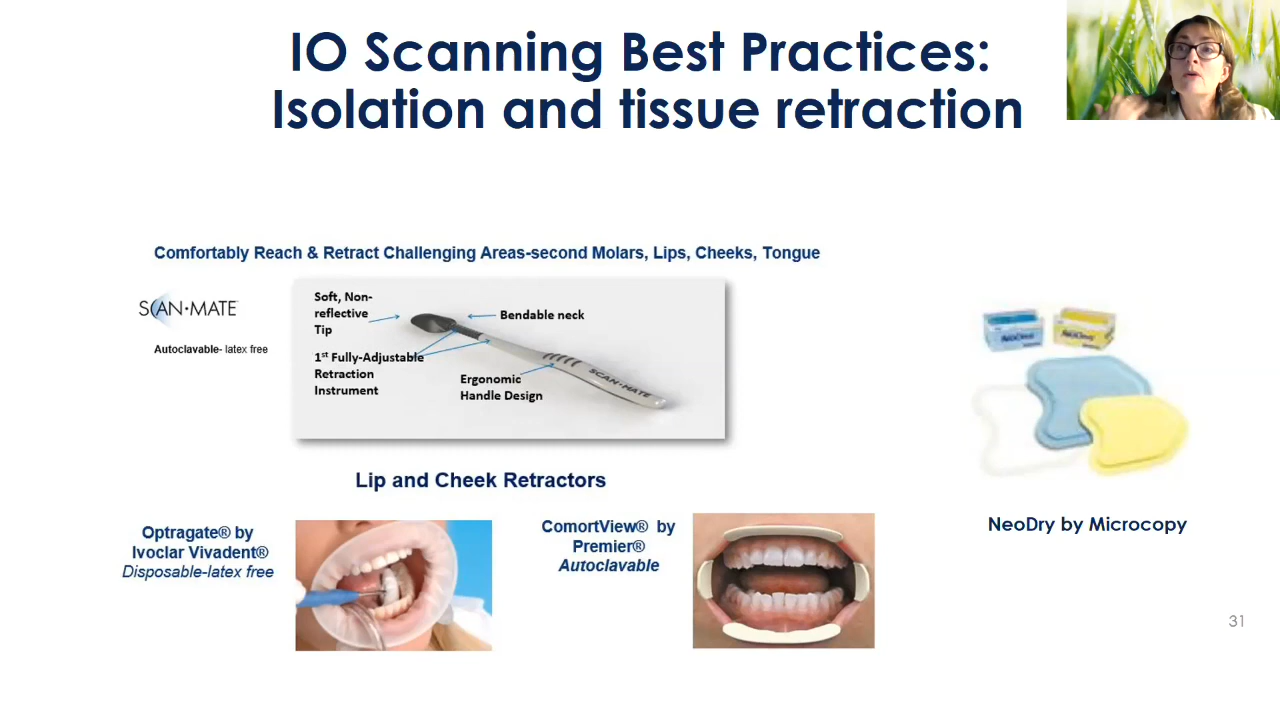 IO Scanning Best Practices:
Isolation and tissue retraction
Comfortably Reach & Retract Challenging Areas-second Molars, Lips, Cheeks, Tongue
SCAN•MATE
Autoclavable- latex free
Soft, Non-
reflective
Tip
Bendable neck
1st Fully-Adjustable
Retraction
Instrument
Ergonomic
Handle Design
SCAN•MATE
Lip and Cheek Retractors
Optragate® by
Ivoclar Vivadent®
Disposable-latex free
ComortView® by
Premier®
Autoclavable
NeoDry
NeoDry
NeoDry by Microcopy
31